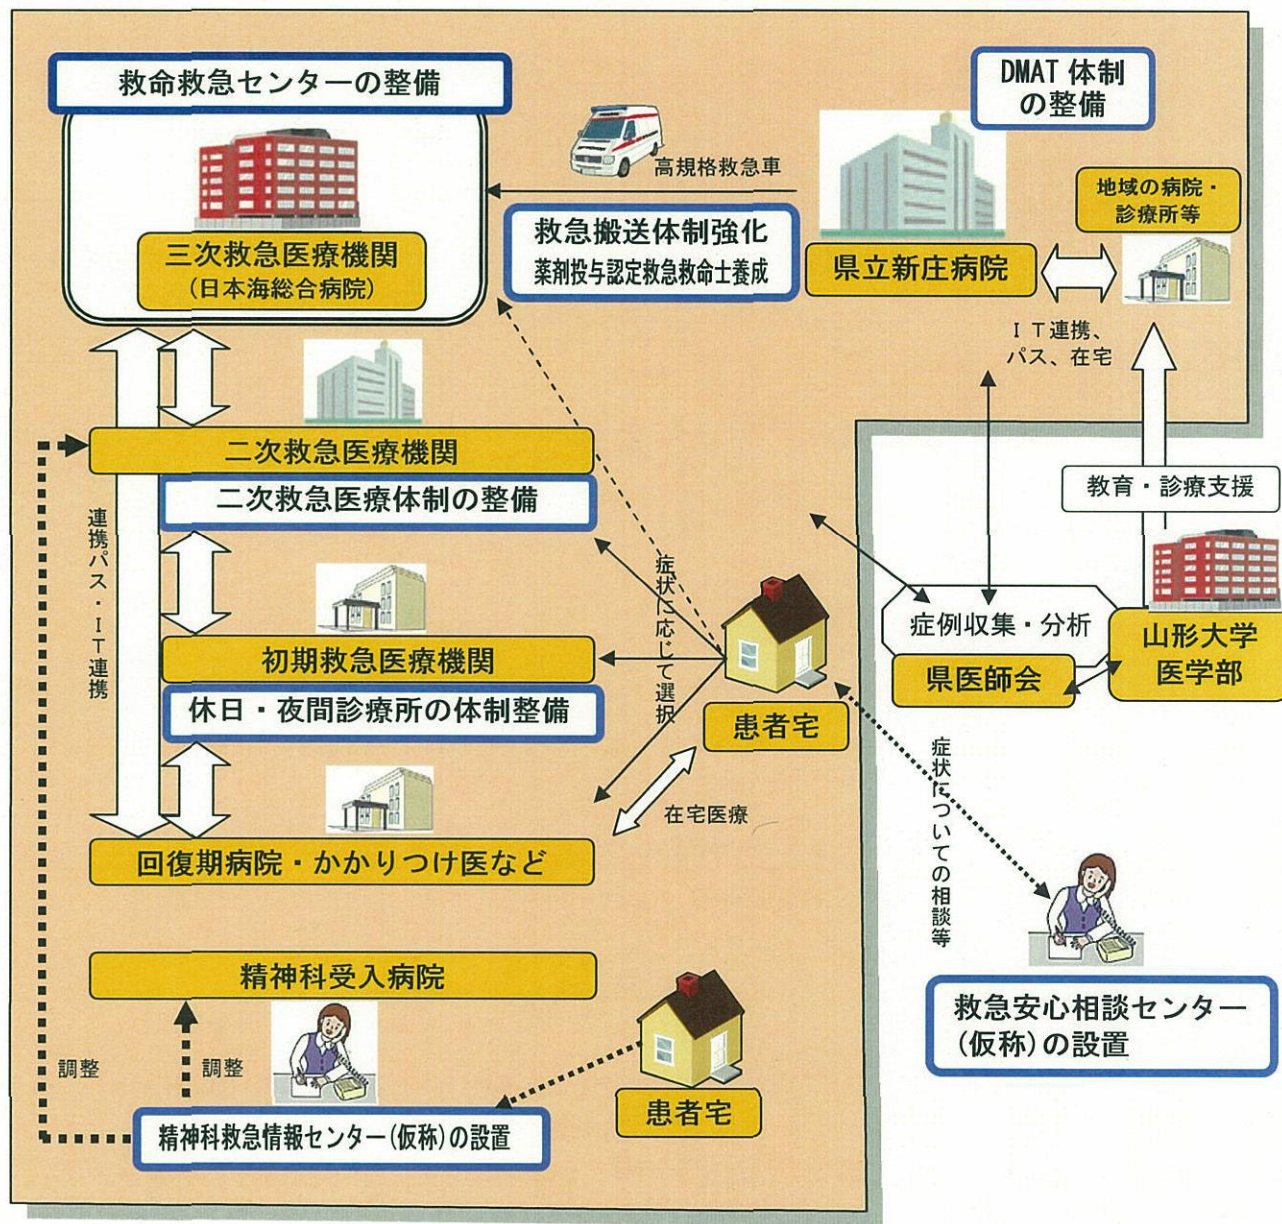 救命救急センターの整備
三次救急医療機関
(日本海総合病院)
高規格救急車
救急搬送体制強化
薬剤投与認定救急救命士養成
DMAT 体制
の整備
県立新庄病院
地域の病院・
診療所等
ＩＴ連携、
パス、在宅
二次救急医療機関
二次救急医療体制の整備
連携パス・ＩＴ連携
初期救急医療機関
休日・夜間診療所の体制整備
症状に応じて選択
患者宅
在宅医療
回復期病院・かかりつけ医など
教育・診療支援
症例収集・分析
県医師会
山形大学
医学部
症状についての相談等
救急安心相談センター
(仮称)の設置
精神科受入病院
調整
調整
患者宅
精神科救急情報センター(仮称)の設置